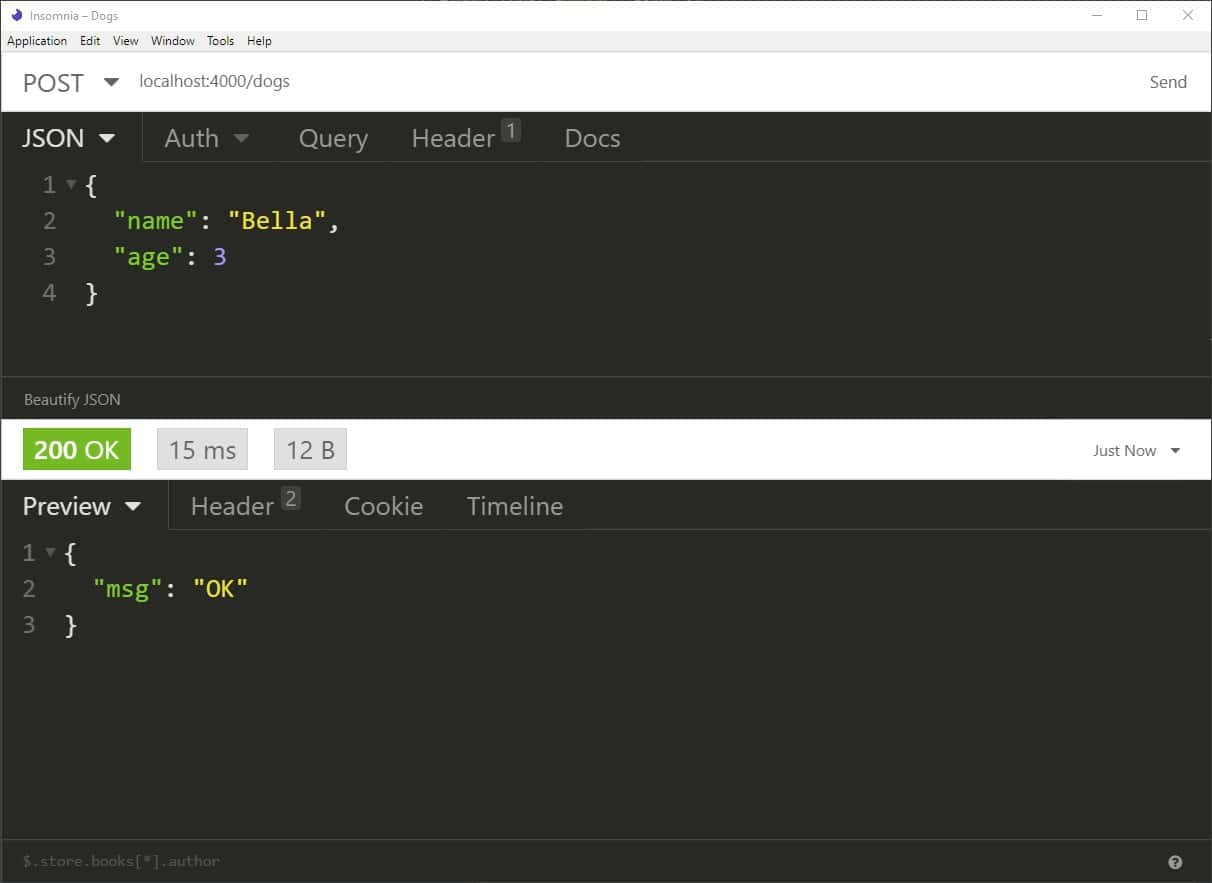 Insomnia – Dogs
Application Edit View Window Tools Help
POST localhost:4000/dogs Send
JSON Auth Query Header 1 Docs
1 {
2 "name": "Bella",
3 "age": 3
4 }
Beautify JSON
200 OK 15 ms 12 B Just Now
Preview Header 2 Cookie Timeline
1 {
2 "msg": "OK"
3 }
$.store.books[*].author ?